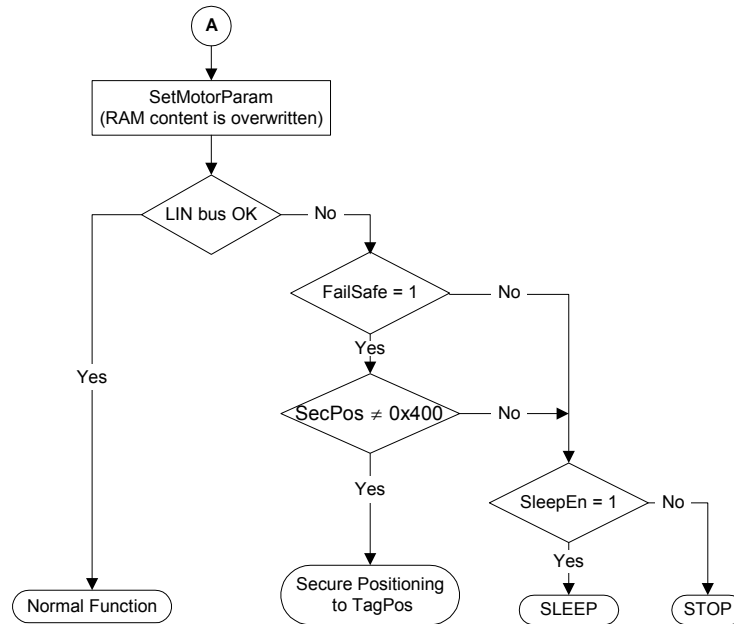 A
SetMotorParam
(RAM content is overwritten)
LIN bus OK
No
FailSafe = 1
No
Yes
Yes
SecPos ≠ 0x400
No
Yes
SleepEn = 1
No
Yes
Secure Positioning
to TagPos
Normal Function
SLEEP
STOP